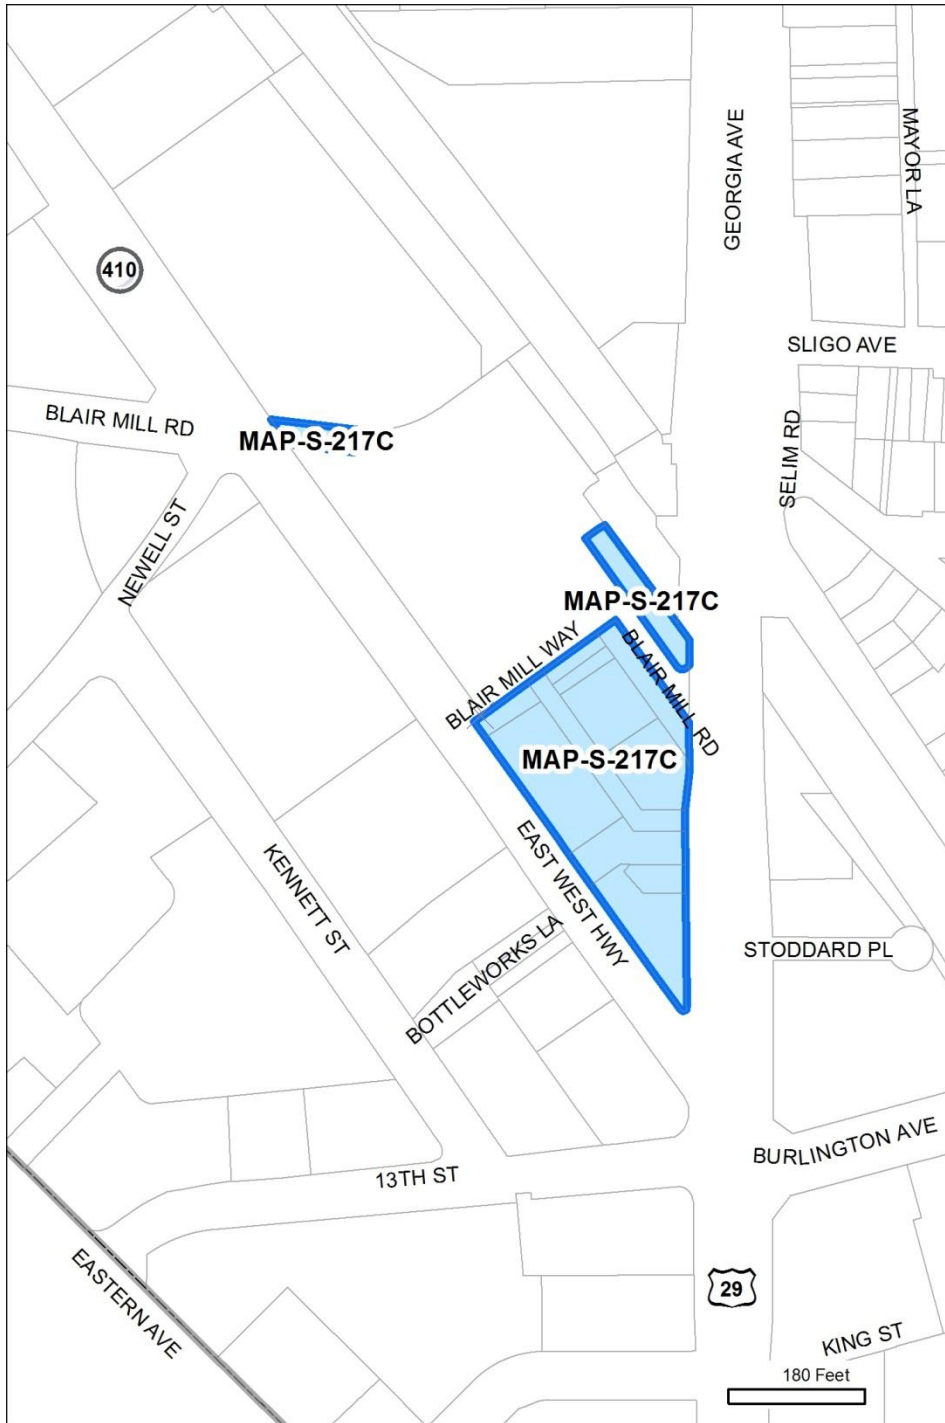 GEORGIA AVE
MAYOR LA
410
SLIGO AVE
BLAIR MILL RD
MAP-S-217C
SELIM RD
NEWELL ST
MAP-S-217C
BLAIR MILL WAY
BLAIR MILL RD
MAP-S-217C
EAST WEST HWY
KENNETT ST
BOTTLEWORKS LA
STODDARD PL
BURLINGTON AVE
13TH ST
EASTERN AVE
29
KING ST
180 Feet